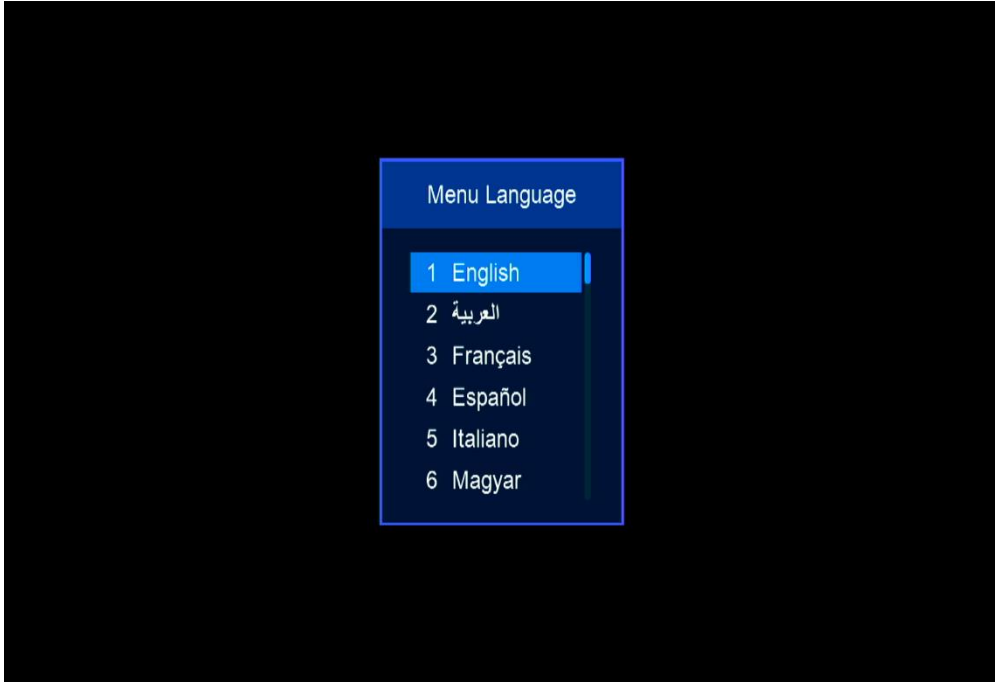 Menu Language
1 English
2 العربية
3 Français
4 Español
5 Italiano
6 Magyar